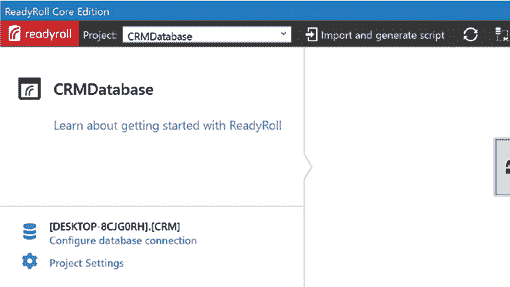 ReadyRoll Core Edition
readyroll Project: CRMDatabase Import and generate script
CRMDatabase
Learn about getting started with ReadyRoll
[DESKTOP-8CJG0RH].[CRM]
Configure database connection
Project Settings